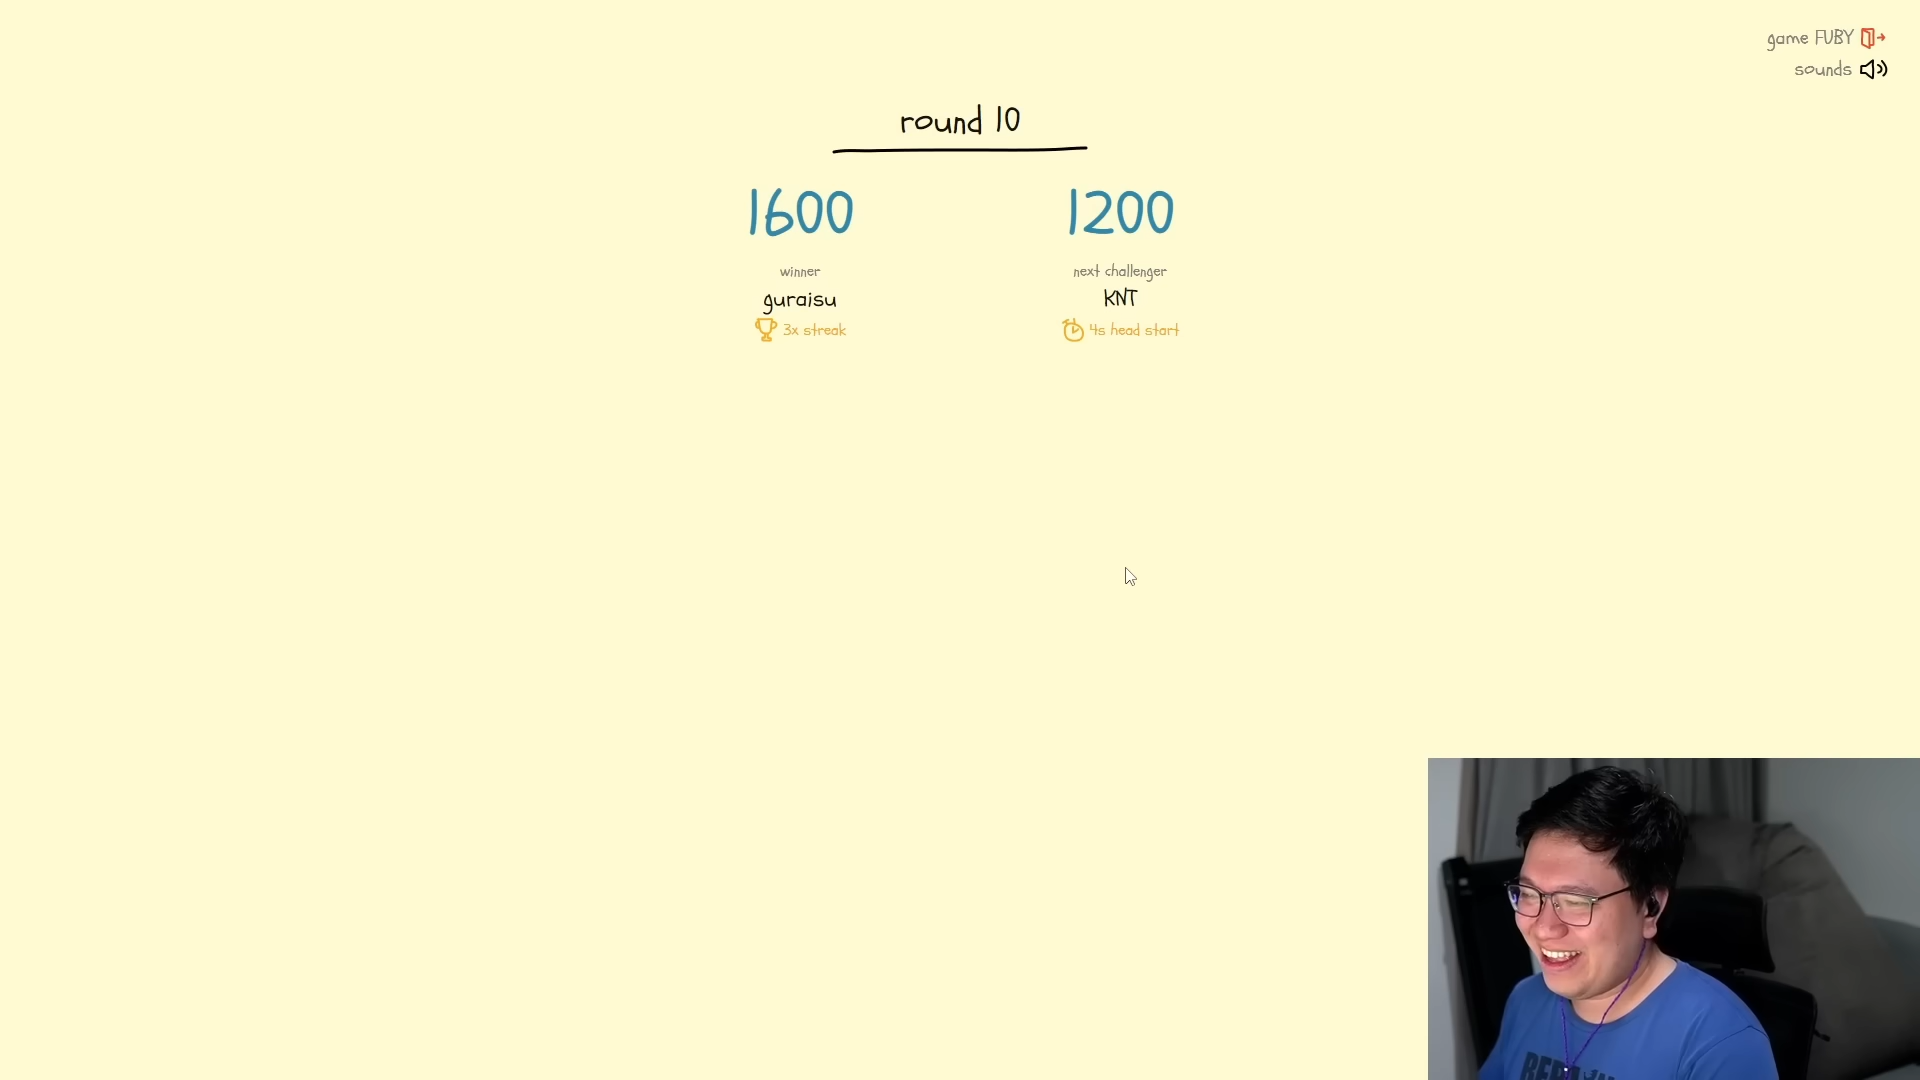 game FUBY
sounds
round 10
1600
1200
winner
next challenger
guraisu
KNT
3x streak
4s head start